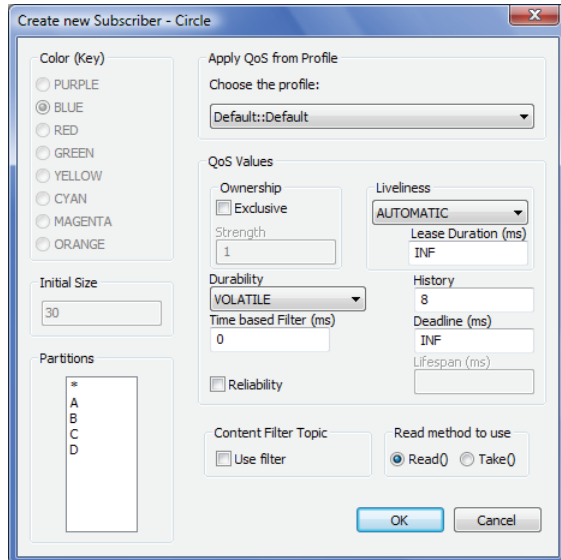 Create new Subscriber - Circle
Color (Key)
PURPLE
BLUE
RED
GREEN
YELLOW
CYAN
MAGENTA
ORANGE
Initial Size
30
Partitions
*
A
B
C
D
Apply QoS from Profile
Choose the profile:
Default::Default
QoS Values
Ownership
Exclusive
Strength
1
Liveliness
AUTOMATIC
Lease Duration (ms)
INF
Durability
VOLATILE
Time based Filter (ms)
0
Reliability
History
8
Deadline (ms)
INF
Lifespan (ms)
Content Filter Topic
Use filter
Read method to use
Read() Take()
OK Cancel